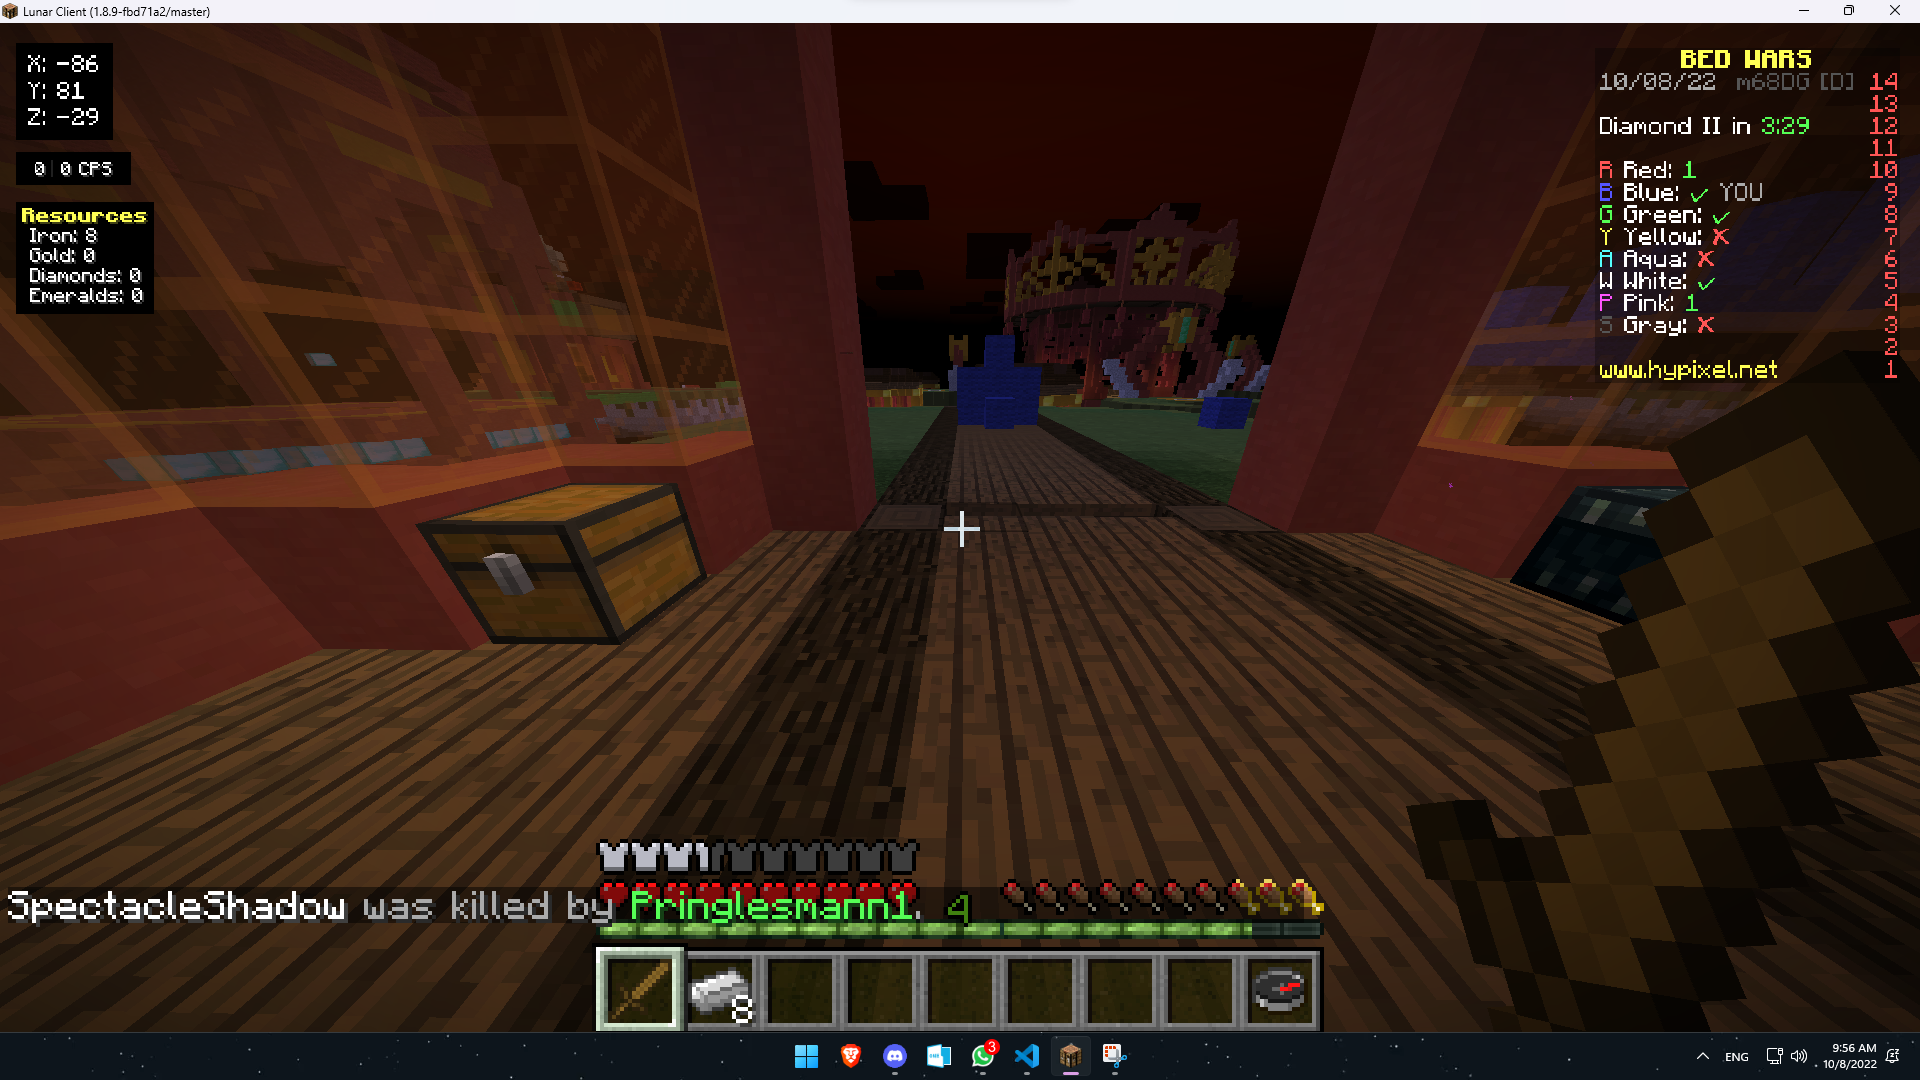 Lunar Client (1.8.9-fbd71a2/master)
X: -86
Y: 81
Z: -29
0 | 0 CPS
Resources
Iron: 8
Gold: 0
Diamonds: 0
Emeralds: 0
BED WARS
10/08/22 m68DG [D] 14
13
Diamond II in 3:29 12
11
R Red: 1 10
B Blue: ✓ YOU 9
G Green: ✓ 8
Y Yellow: ✗ 7
A Aqua: ✗ 6
W White: ✓ 5
P Pink: 1 4
S Gray: ✗ 3
2
www.hypixel.net 1
SpectacleShadow was killed by Pringlesmann1.
4
8
3
ENG
9:56 AM
10/8/2022